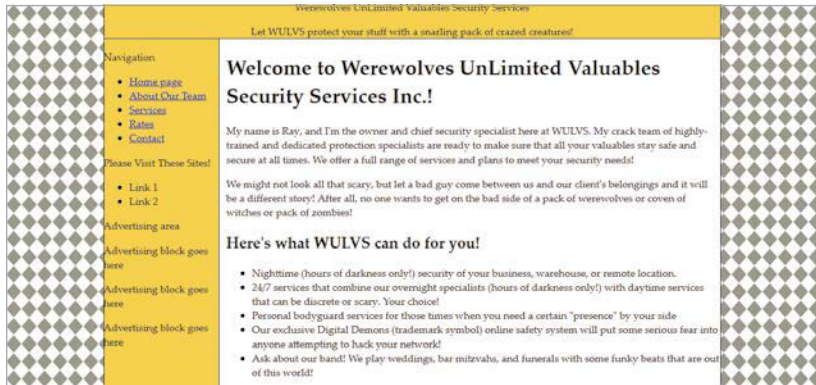 Werewolves UnLimited Valuables Security Services
Let WULVS protect your stuff with a snarling pack of crazed creatures!
Navigation
Home page
About Our Team
Services
Rates
Contact
Please Visit These Sites!
Link 1
Link 2
Advertising area
Advertising block goes
here
Advertising block goes
here
Advertising block goes
here
Welcome to Werewolves UnLimited Valuables
Security Services Inc.!
My name is Ray, and I'm the owner and chief security specialist here at WULVS. My crack team of highly-
trained and dedicated protection specialists are ready to make sure that all your valuables stay safe and
secure at all times. We offer a full range of services and plans to meet your security needs!
We might not look all that scary, but let a bad guy come between us and our client's belongings and it will
be a different story! After all, no one wants to get on the bad side of a pack of werewolves or coven of
witches or pack of zombies!
Here's what WULVS can do for you!
Nighttime (hours of darkness only!) security of your business, warehouse, or remote location.
24/7 services that combine our overnight specialists (hours of darkness only!) with daytime services
that can be discrete or scary. Your choice!
Personal bodyguard services for those times when you need a certain "presence" by your side
Our exclusive Digital Demons (trademark symbol) online safety system will put some serious fear into
anyone attempting to hack your network!
Ask about our band! We play weddings, bar mitzvahs, and funerals with some funky beats that are out
of this world!